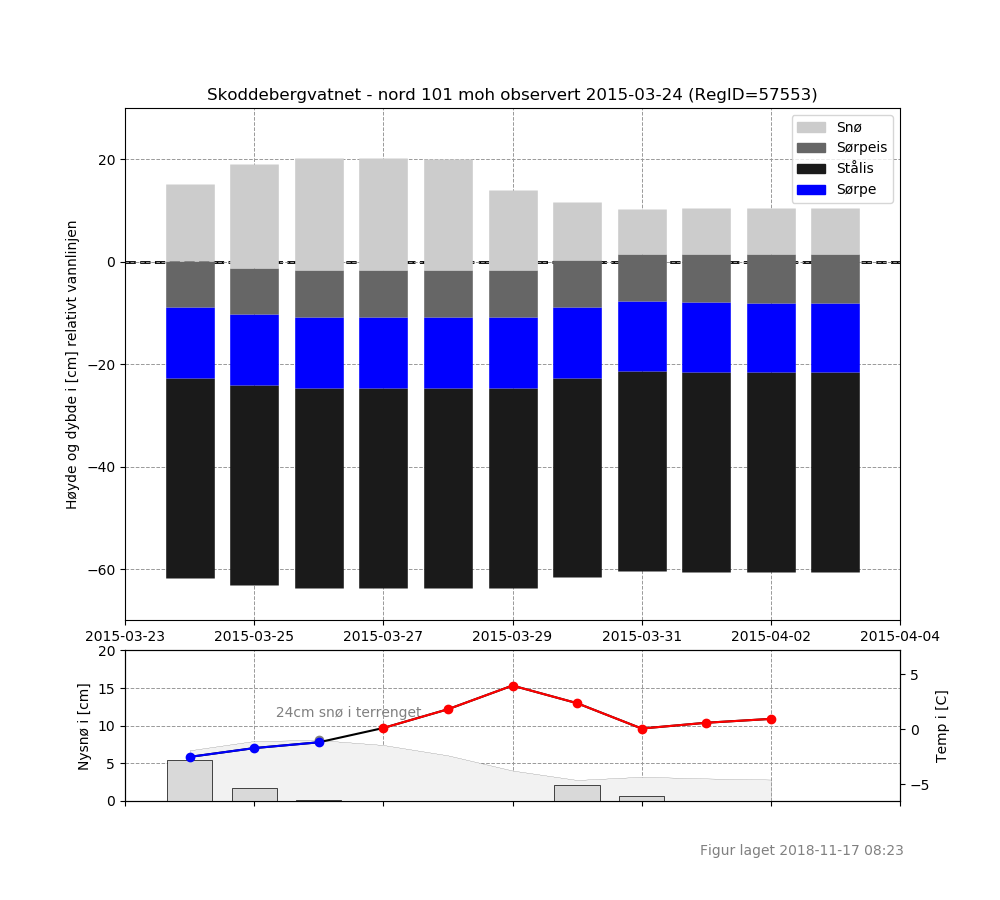 Skoddebergvatnet - nord 101 moh observert 2015-03-24 (RegID=57553)
Høyde og dybde i [cm] relativt vannlinjen
20
0
−20
−40
−60
Snø
Sørpeis
Stålis
Sørpe
2015-03-23 2015-03-25 2015-03-27 2015-03-29 2015-03-31 2015-04-02 2015-04-04
Nysnø i [cm]
20
15
10
5
0
24cm snø i terrenget
5
0
−5
Temp i [C]
Figur laget 2018-11-17 08:23